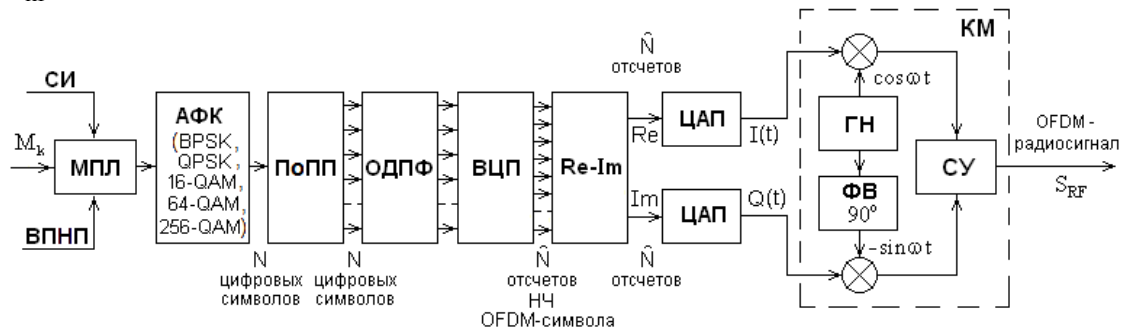 m
СИ
M_k
МПЛ
ВПНП
АФК
(BPSK,
QPSK,
16-QAM,
64-QAM,
256-QAM)
ПоПП
ОДПФ
ВЦП
Re-Im
N
цифровых
символов
N
цифровых
символов
N̂
отсчетов
НЧ
OFDM-символа
N̂
отсчетов
N̂
отсчетов
Re
Im
ЦАП
ЦАП
I(t)
Q(t)
КМ
cosωt
ГН
ФВ
90°
-sinωt
СУ
OFDM-
радиосигнал
S_RF